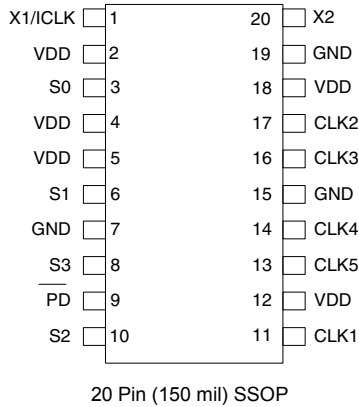 X1/ICLK 1 20 X2
VDD 2 19 GND
S0 3 18 VDD
VDD 4 17 CLK2
VDD 5 16 CLK3
S1 6 15 GND
GND 7 14 CLK4
S3 8 13 CLK5
P̅D̅ 9 12 VDD
S2 10 11 CLK1
20 Pin (150 mil) SSOP